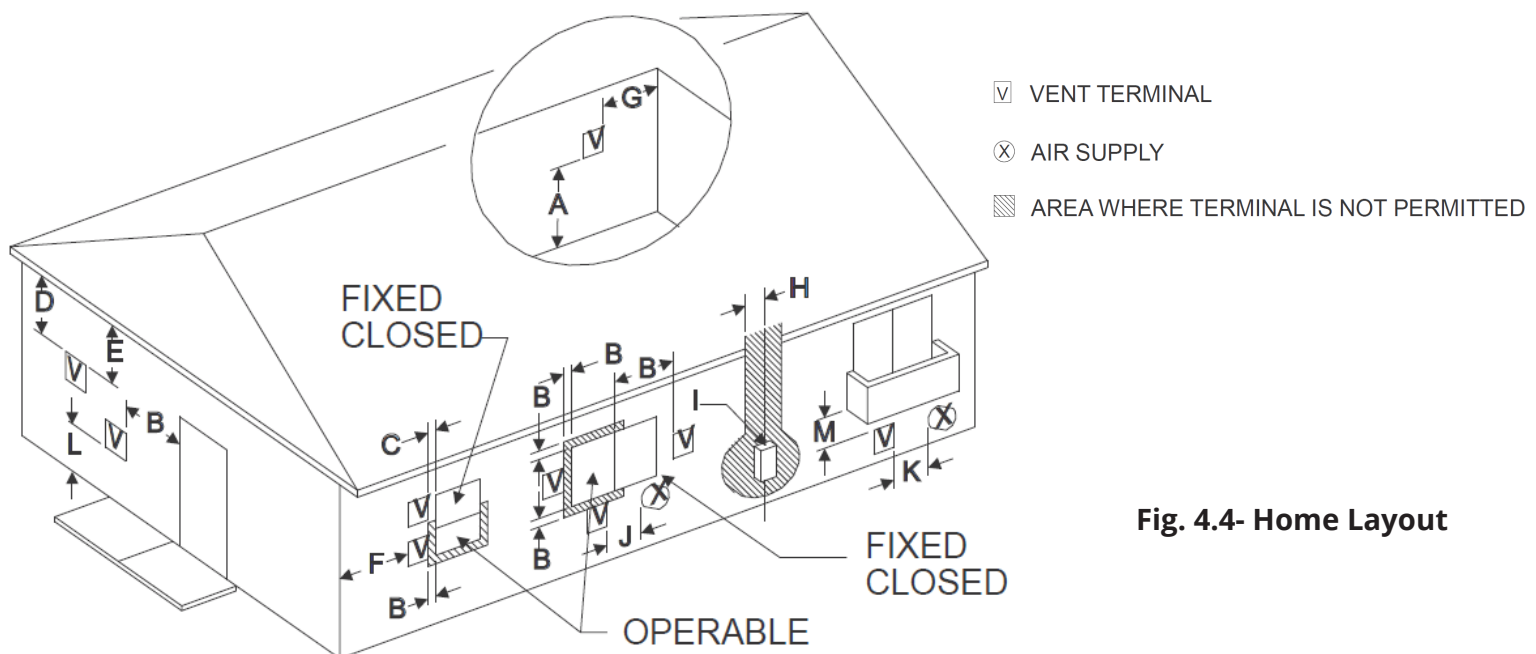 G
V
A
V VENT TERMINAL
X AIR SUPPLY
AREA WHERE TERMINAL IS NOT PERMITTED
D
E
V
L
V
B
FIXED
CLOSED
H
B
B
B
C
I
V
M
X
V
K
V
V
X
V
V
J
F
B
B
FIXED
CLOSED
OPERABLE
Fig. 4.4- Home Layout